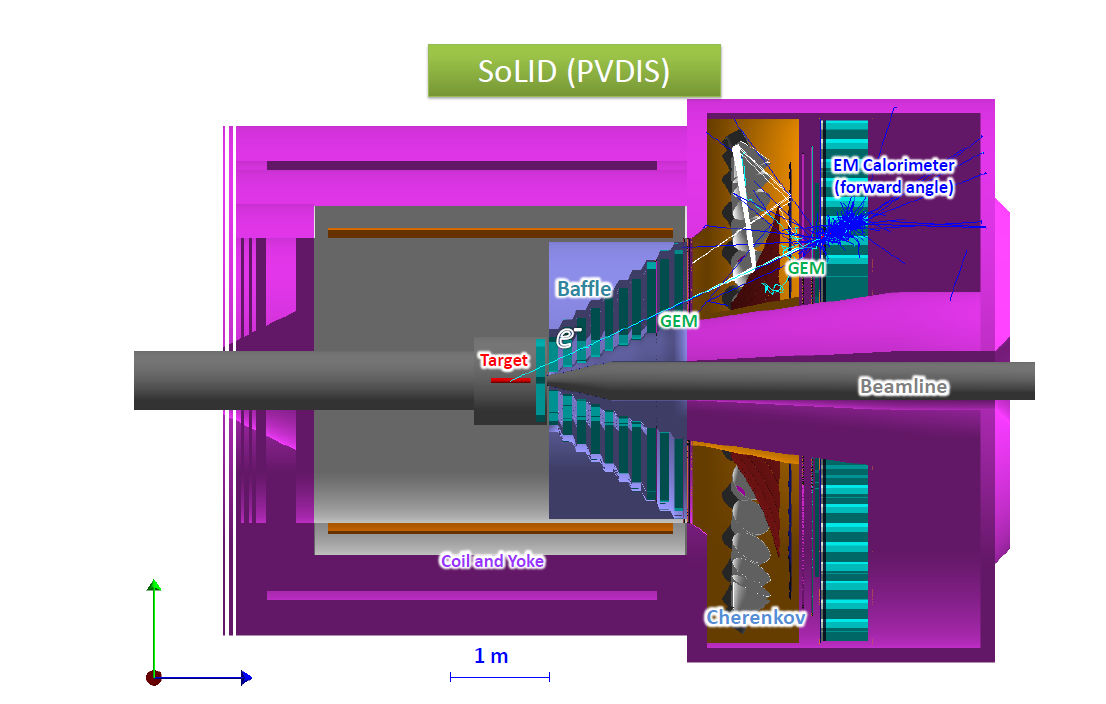 SoLID (PVDIS)
EM Calorimeter
(forward angle)
GEM
Baffle
GEM
e⁻
Target
Beamline
Coil and Yoke
Cherenkov
1 m